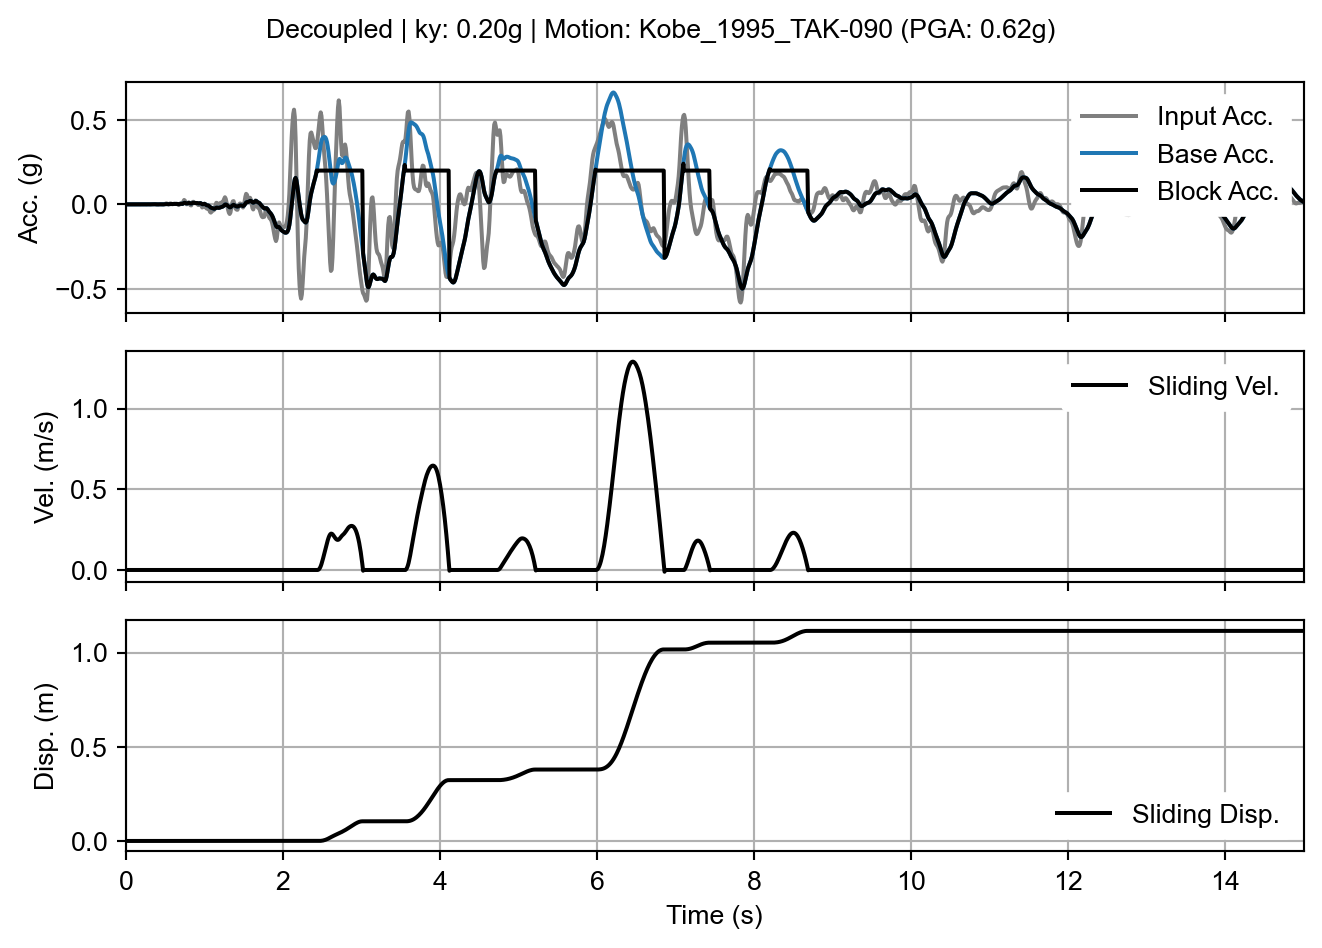 Decoupled | ky: 0.20g | Motion: Kobe_1995_TAK-090 (PGA: 0.62g)
Acc. (g)
0.5
0.0
−0.5
Input Acc.
Base Acc.
Block Acc.
Vel. (m/s)
1.0
0.5
0.0
Sliding Vel.
Disp. (m)
1.0
0.5
0.0
Sliding Disp.
0 2 4 6 8 10 12 14
Time (s)